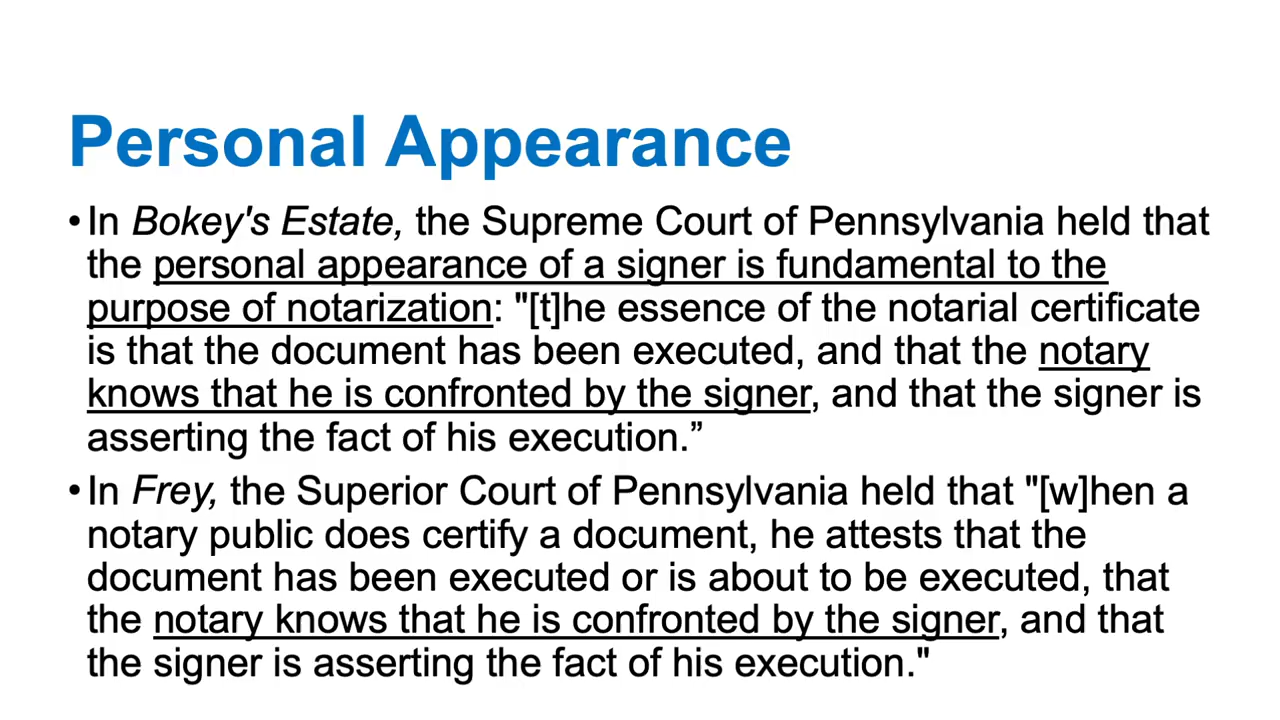 Personal Appearance
• In Bokey's Estate, the Supreme Court of Pennsylvania held that
the personal appearance of a signer is fundamental to the
purpose of notarization: "[t]he essence of the notarial certificate
is that the document has been executed, and that the notary
knows that he is confronted by the signer, and that the signer is
asserting the fact of his execution.”
• In Frey, the Superior Court of Pennsylvania held that "[w]hen a
notary public does certify a document, he attests that the
document has been executed or is about to be executed, that
the notary knows that he is confronted by the signer, and that
the signer is asserting the fact of his execution."